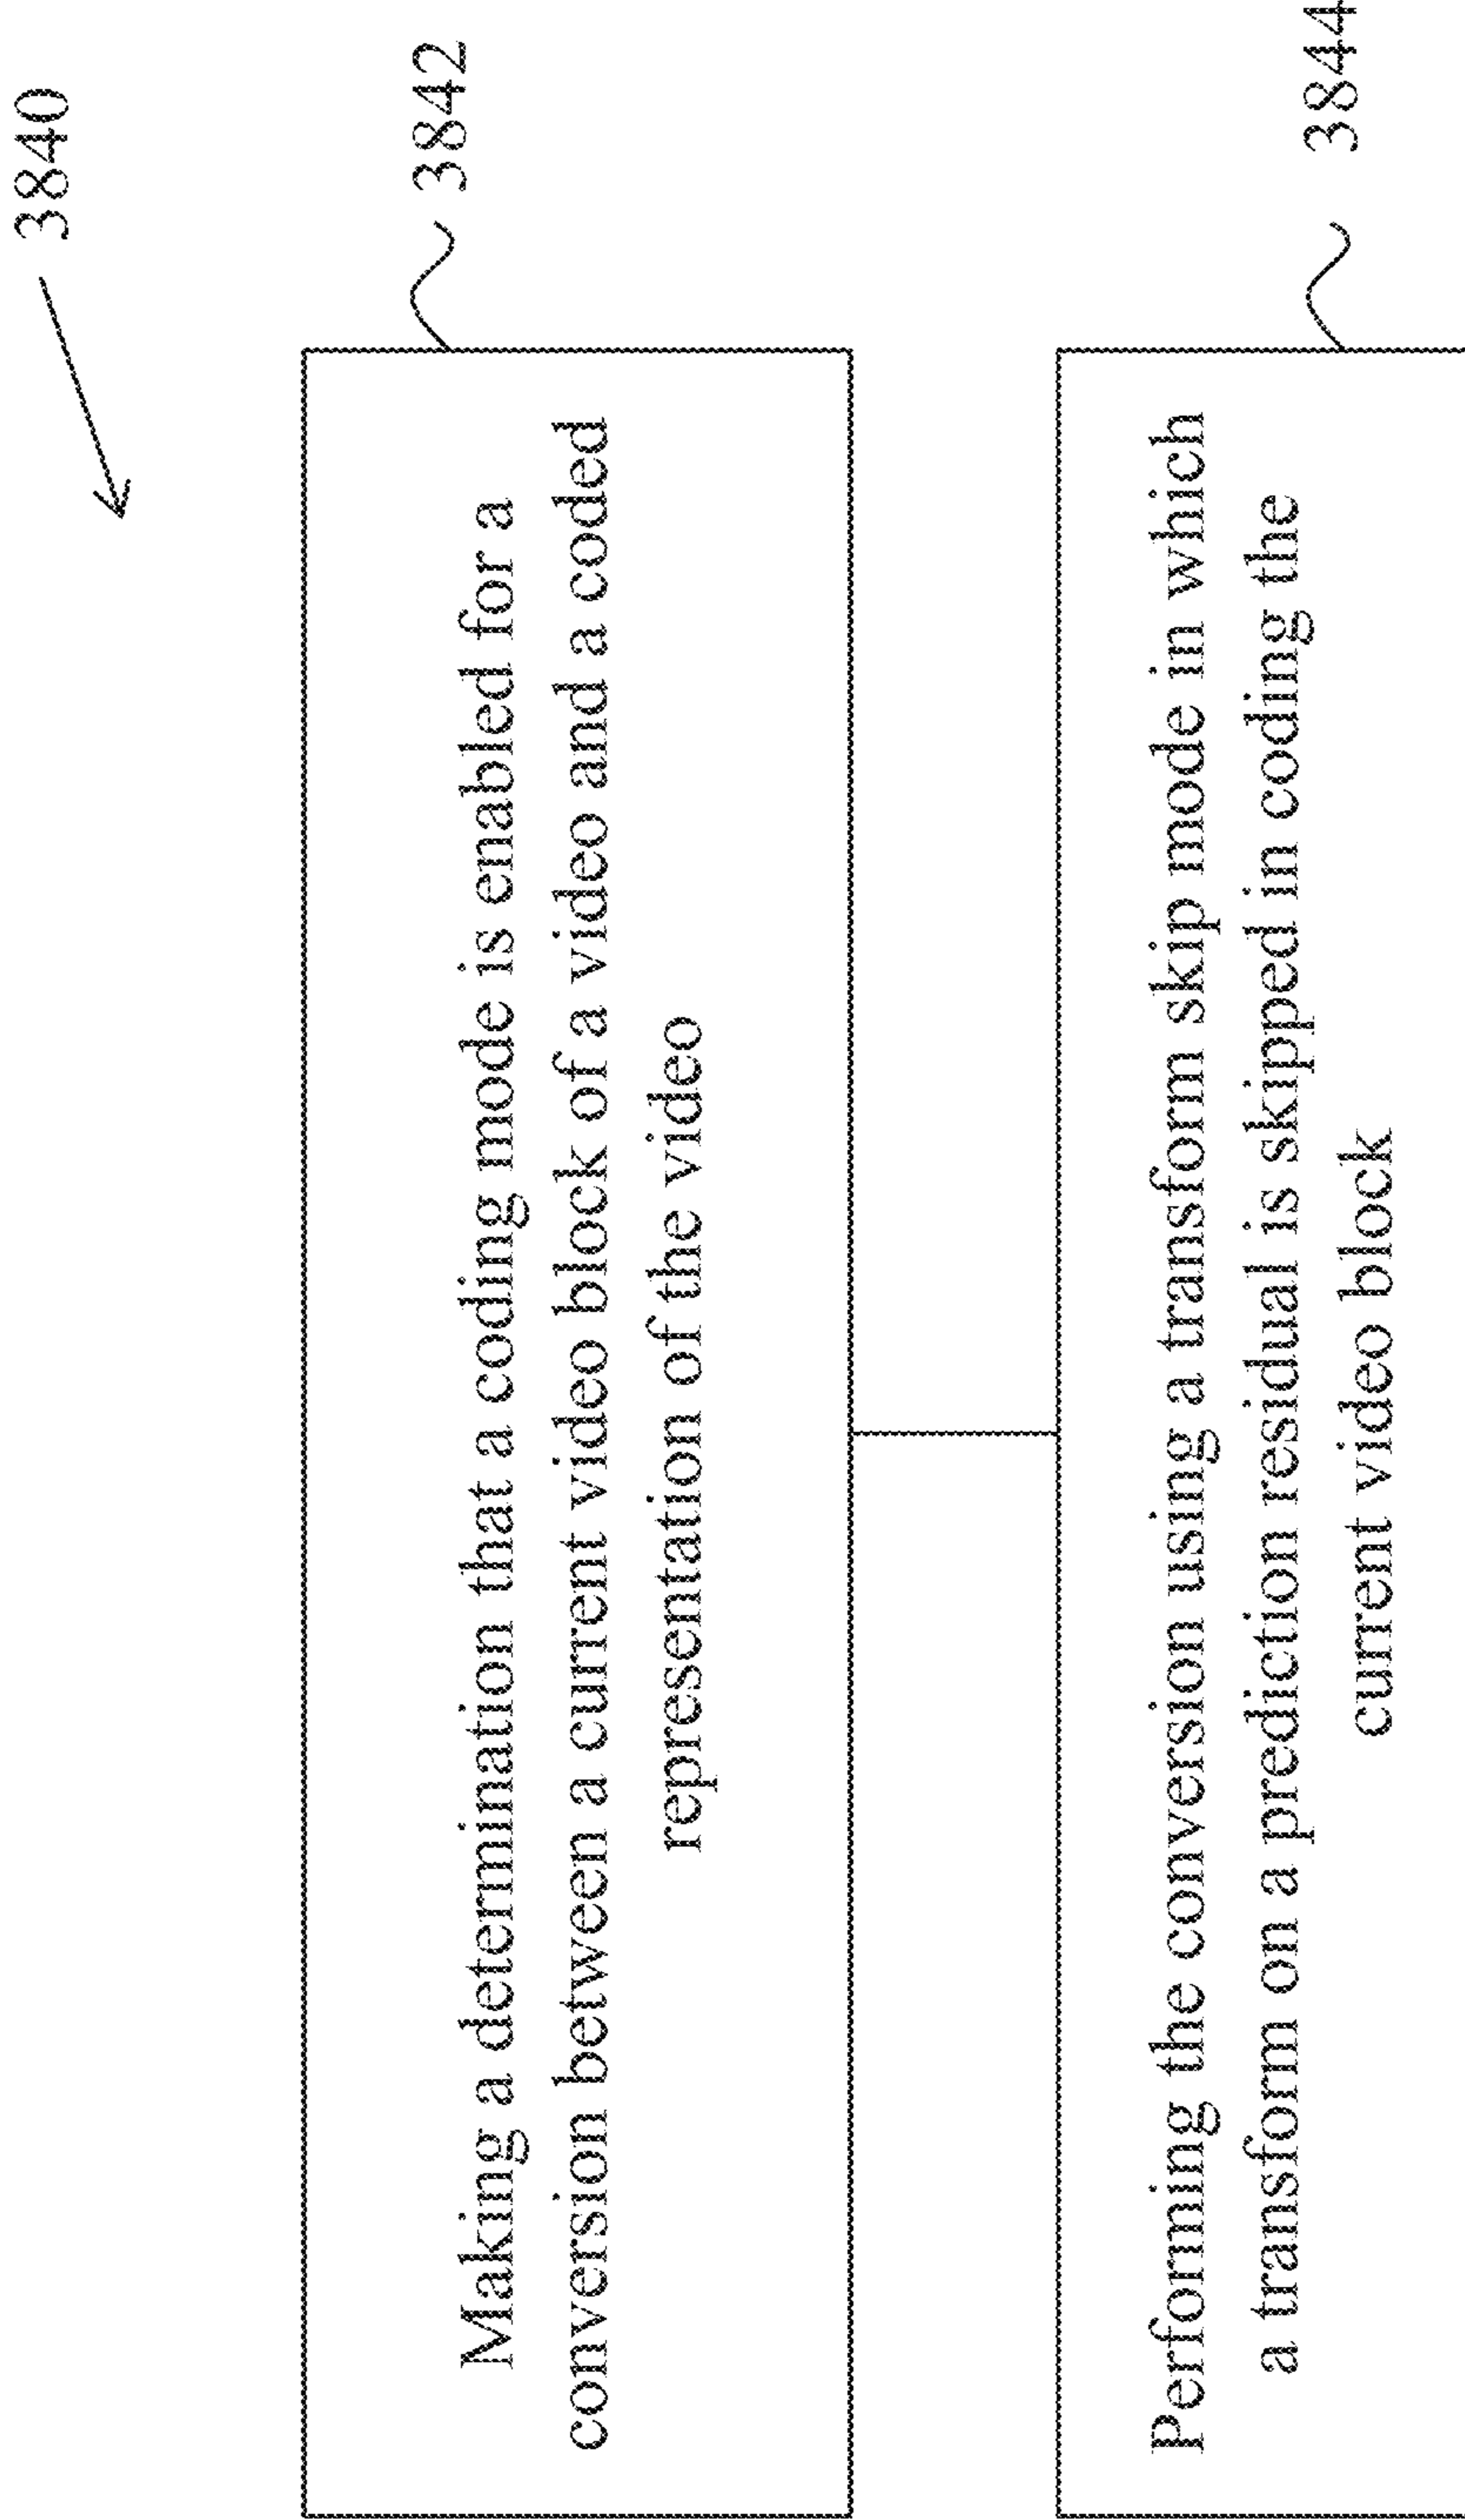 3840
3842
Making a determination that a coding mode is enabled for a
conversion between a current video block of a video and a coded
representation of the video
3844
Performing the conversion using a transform skip mode in which
a transform on a prediction residual is skipped in coding the
current video block